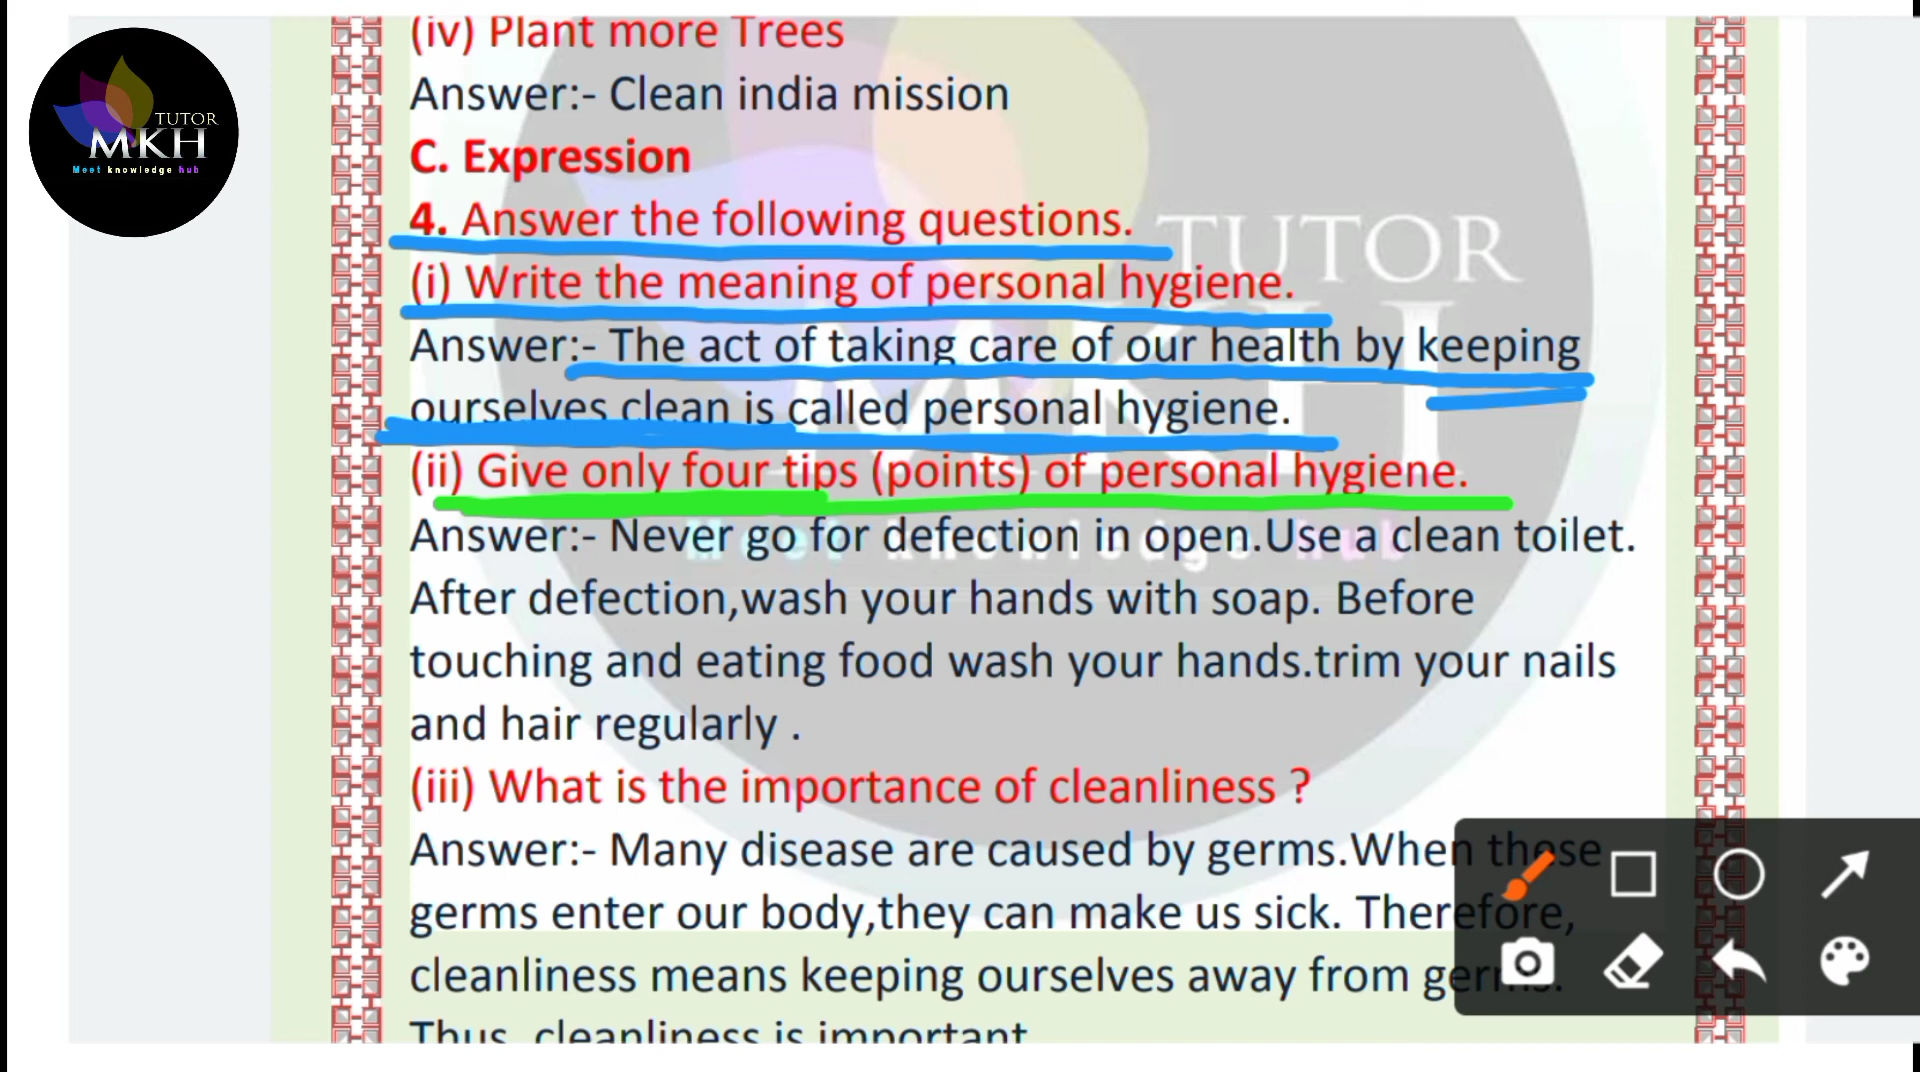 TUTOR
MKH
Meet knowledge hub
(iv) Plant more Trees
Answer:- Clean india mission
C. Expression
4. Answer the following questions.
(i) Write the meaning of personal hygiene.
Answer:- The act of taking care of our health by keeping
ourselves clean is called personal hygiene.
(ii) Give only four tips (points) of personal hygiene.
Answer:- Never go for defection in open.Use a clean toilet.
After defection,wash your hands with soap. Before
touching and eating food wash your hands.trim your nails
and hair regularly .
(iii) What is the importance of cleanliness ?
Answer:- Many disease are caused by germs.When these
germs enter our body,they can make us sick. Therefore,
cleanliness means keeping ourselves away from germs.
Thus, cleanliness is important
TUTOR
MKH
Meet knowledge hub